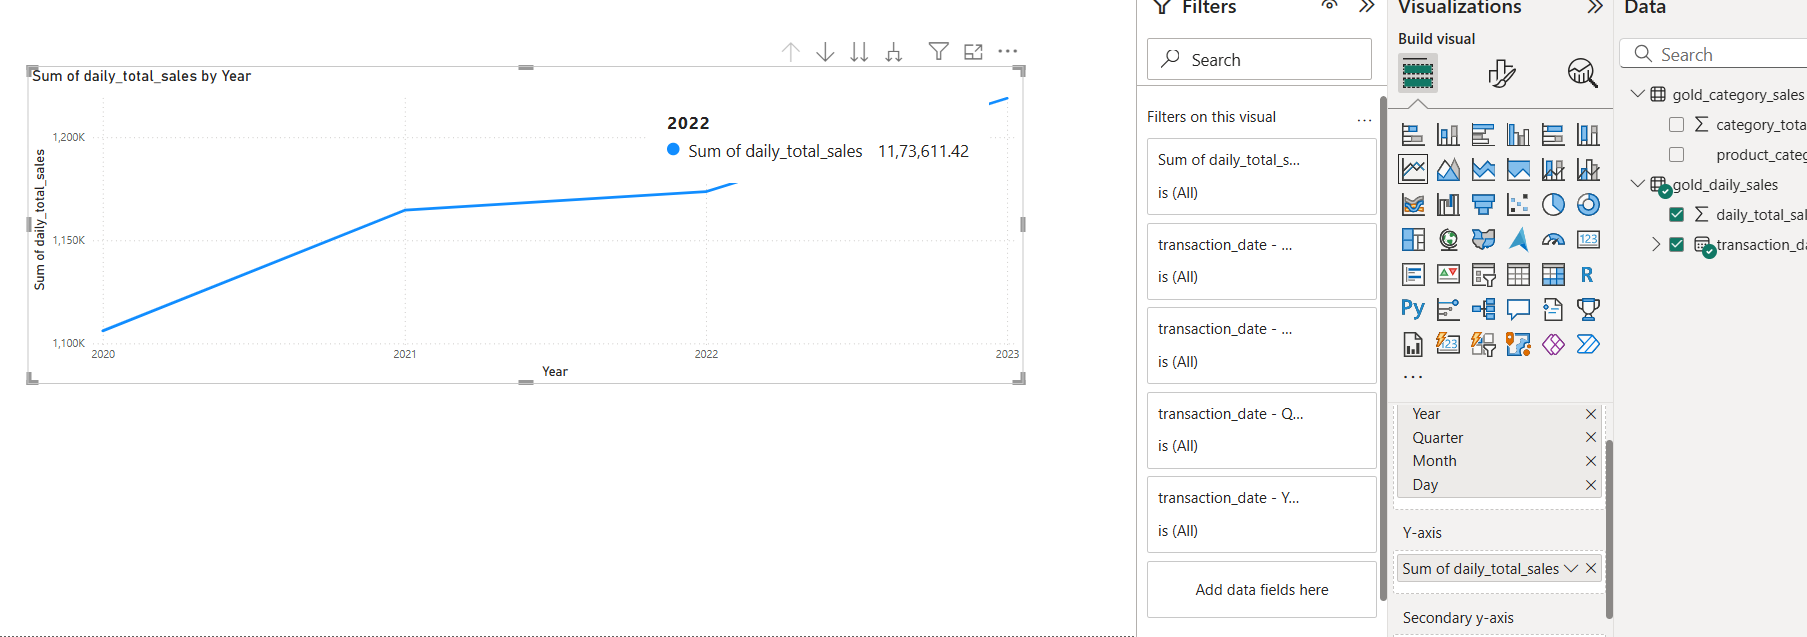 Sum of daily_total_sales by Year
Sum of daily_total_sales
1,200K
1,150K
1,100K
2022
Sum of daily_total_sales 11,73,611.42
2020
2021
2022
2023
Year
Filters
Search
Filters on this visual
...
Sum of daily_total_s...
is (All)
transaction_date - ...
is (All)
transaction_date - ...
is (All)
transaction_date - Q...
is (All)
transaction_date - Y...
is (All)
Add data fields here
Visualizations
Build visual
123
R
Py
123
...
Year
Quarter
Month
Day
Y-axis
Sum of daily_total_sales
Secondary y-axis
Data
Search
gold_category_sales
category_tota
product_categ
gold_daily_sales
daily_total_sal
transaction_da